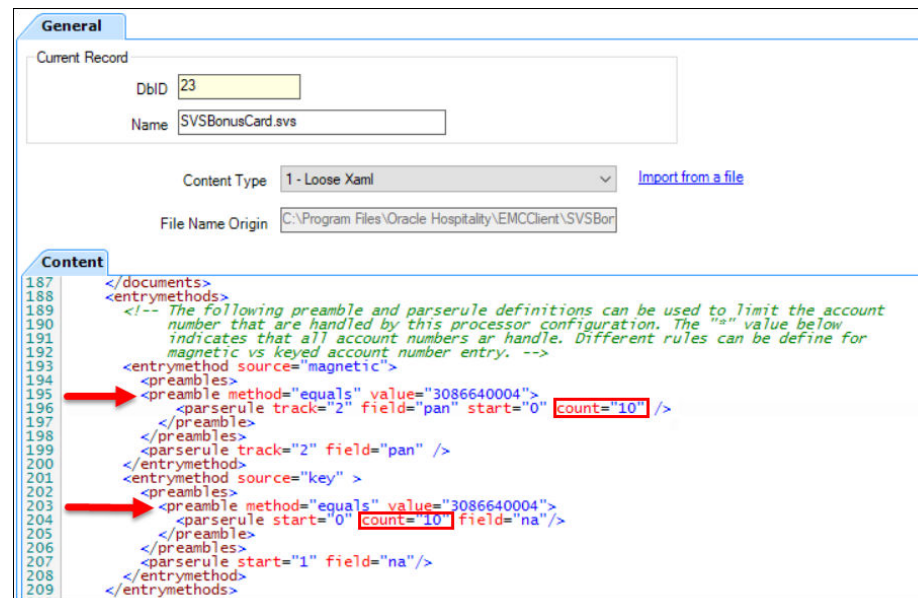 General
Current Record
DbID 23
Name SVSBonusCard.svs
Content Type 1 - Loose Xaml Import from a file
File Name Origin C:\Program Files\Oracle Hospitality\EMCClient\SVSBon
Content
187 </documents>
188 <entrymethods>
189 <!-- The following preamble and parserule definitions can be used to limit the account
190 number that are handled by this processor configuration. The "*" value below
191 indicates that all account numbers ar handle. Different rules can be define for
192 magnetic vs keyed account number entry. -->
193 <entrymethod source="magnetic">
194 <preambles>
195 <preamble method="equals" value="3086640004">
196 <parserule track="2" field="pan" start="0" count="10" />
197 </preamble>
198 </preambles>
199 <parserule track="2" field="pan" />
200 </entrymethod>
201 <entrymethod source="key" >
202 <preambles>
203 <preamble method="equals" value="3086640004">
204 <parserule start="0" count="10" field="na"/>
205 </preamble>
206 </preambles>
207 <parserule start="1" field="na"/>
208 </entrymethod>
209 </entrymethods>